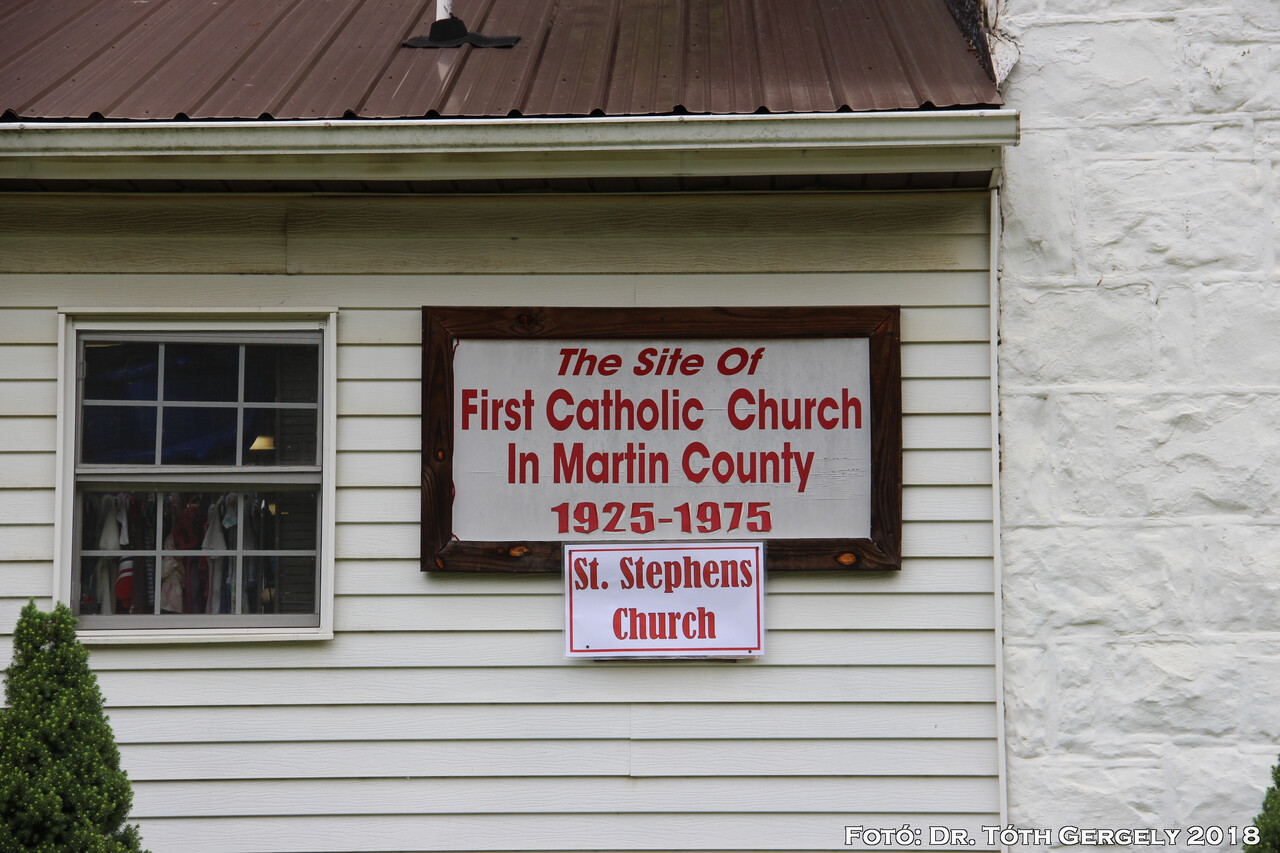 The Site Of
First Catholic Church
In Martin County
1925-1975
St. Stephens
Church
Fotó: Dr. Tóth Gergely 2018